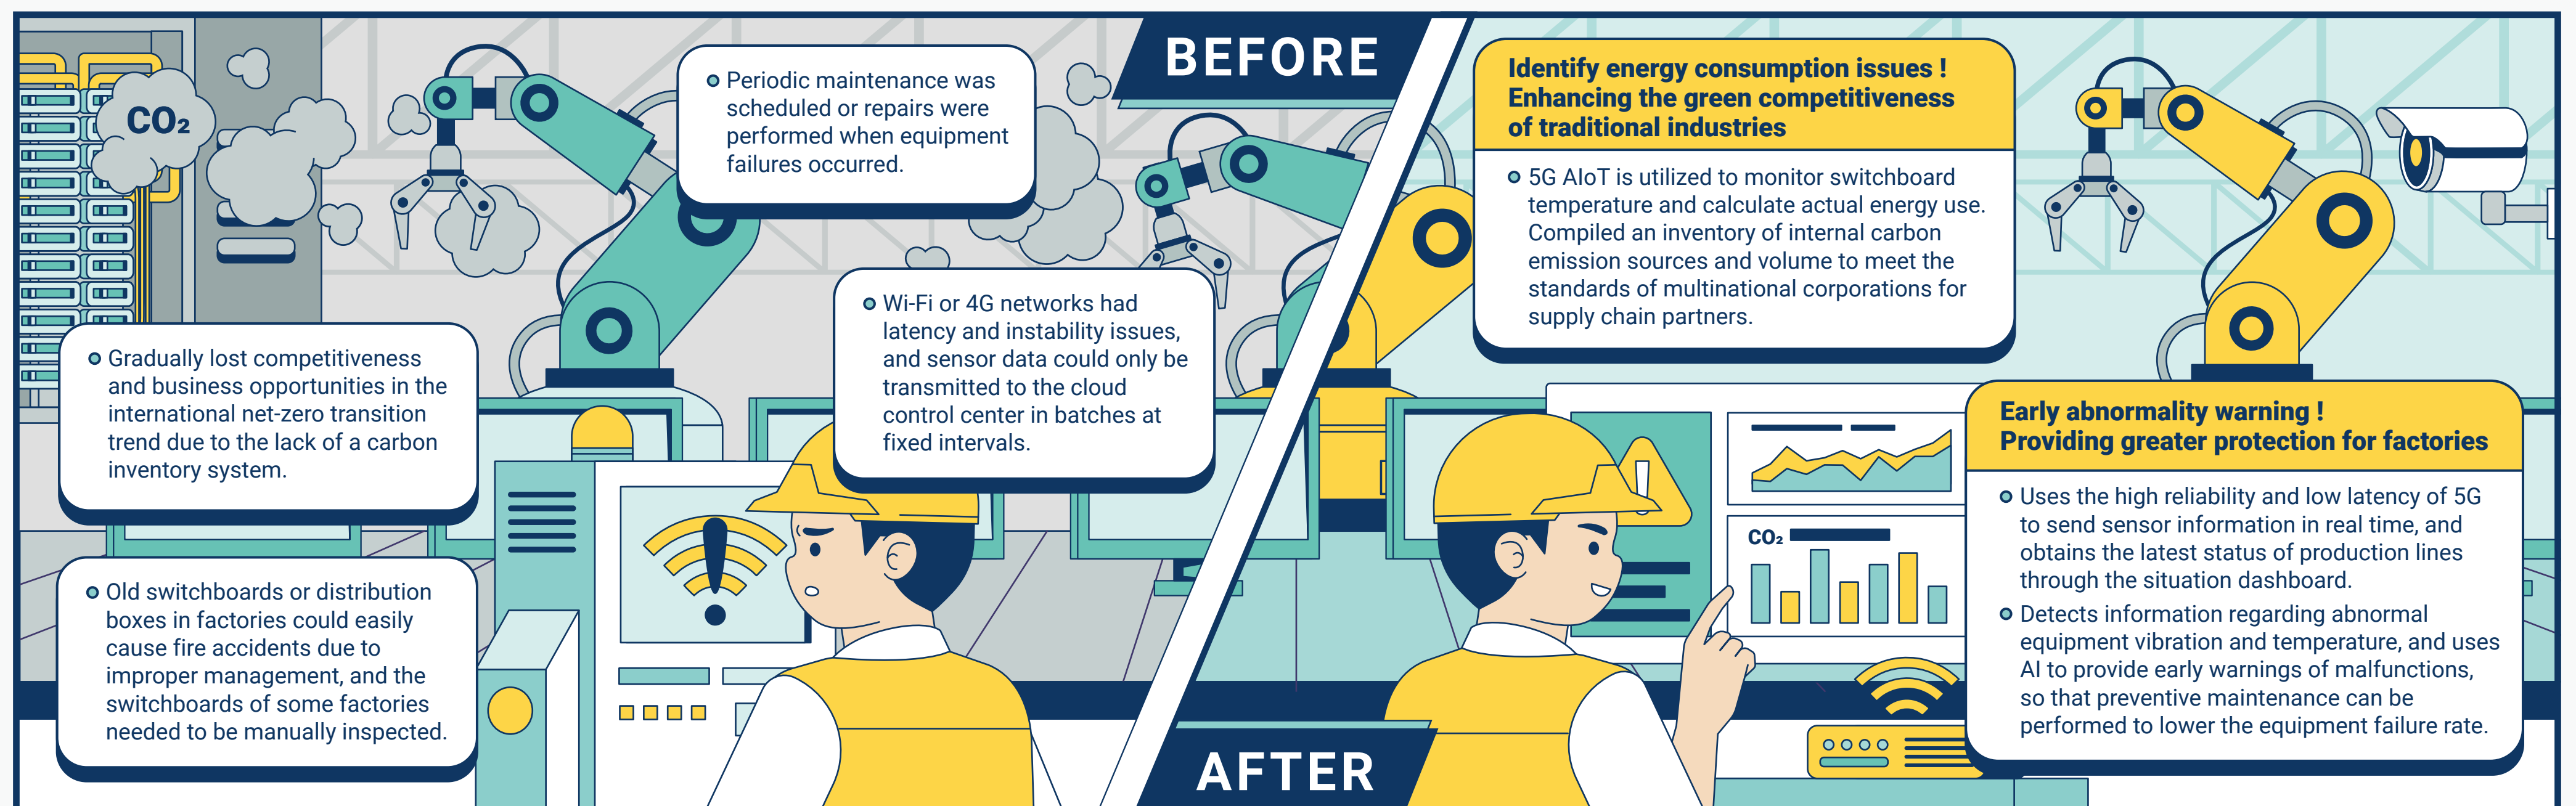 BEFORE
CO₂
Periodic maintenance was
scheduled or repairs were
performed when equipment
failures occurred.
Wi-Fi or 4G networks had
latency and instability issues,
and sensor data could only be
transmitted to the cloud
control center in batches at
fixed intervals.
Gradually lost competitiveness
and business opportunities in the
international net-zero transition
trend due to the lack of a carbon
inventory system.
Old switchboards or distribution
boxes in factories could easily
cause fire accidents due to
improper management, and the
switchboards of some factories
needed to be manually inspected.
AFTER
Identify energy consumption issues !
Enhancing the green competitiveness
of traditional industries
5G AIoT is utilized to monitor switchboard
temperature and calculate actual energy use.
Compiled an inventory of internal carbon
emission sources and volume to meet the
standards of multinational corporations for
supply chain partners.
CO₂
Early abnormality warning !
Providing greater protection for factories
Uses the high reliability and low latency of 5G
to send sensor information in real time, and
obtains the latest status of production lines
through the situation dashboard.
Detects information regarding abnormal
equipment vibration and temperature, and uses
AI to provide early warnings of malfunctions,
so that preventive maintenance can be
performed to lower the equipment failure rate.